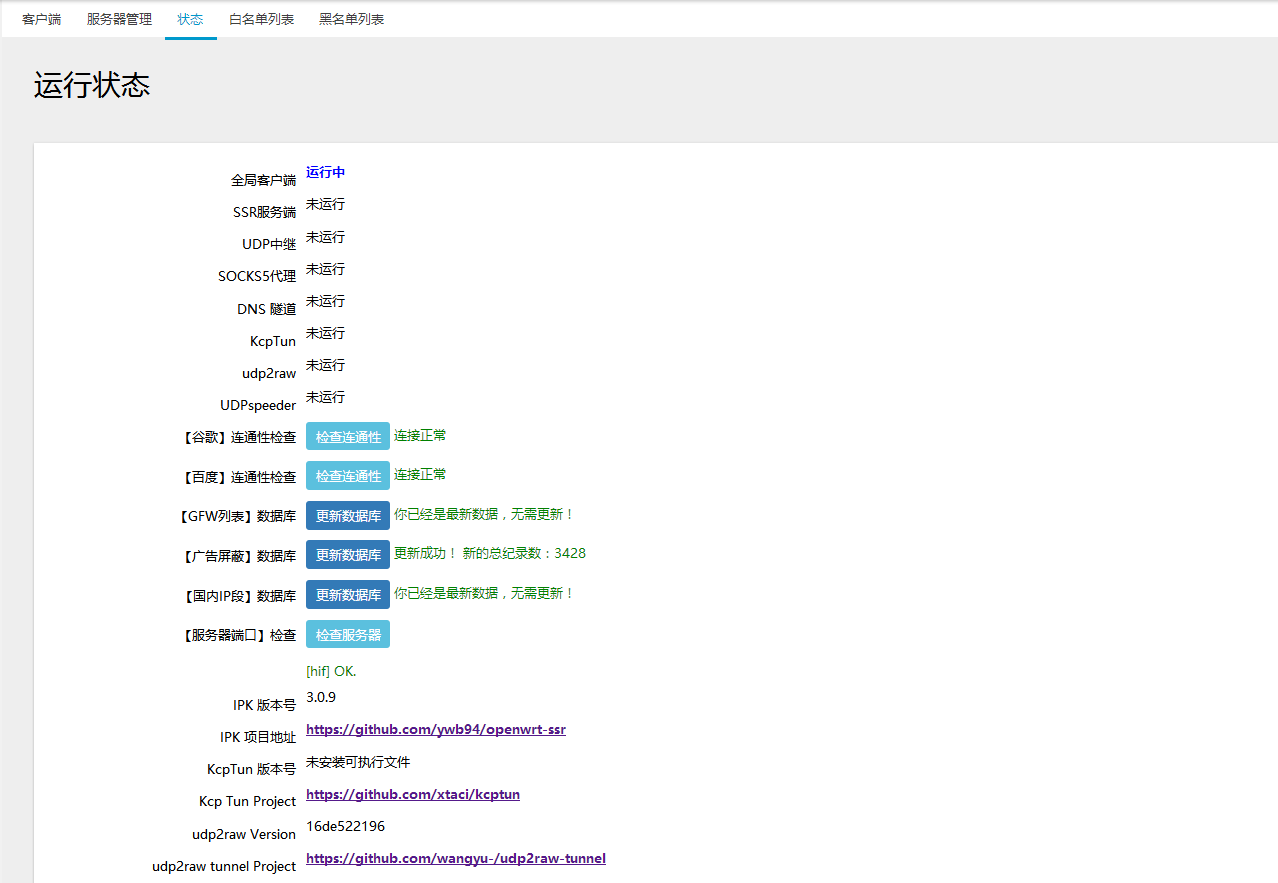 客户端 服务器管理 状态 白名单列表 黑名单列表
运行状态
全局客户端 运行中
SSR服务端 未运行
UDP中继 未运行
SOCKS5代理 未运行
DNS 隧道 未运行
KcpTun 未运行
udp2raw 未运行
UDPspeeder 未运行
【谷歌】连通性检查 检查连通性 连接正常
【百度】连通性检查 检查连通性 连接正常
【GFW列表】数据库 更新数据库 你已经是最新数据，无需更新！
【广告屏蔽】数据库 更新数据库 更新成功！ 新的总纪录数：3428
【国内IP段】数据库 更新数据库 你已经是最新数据，无需更新！
【服务器端口】检查 检查服务器
[hif] OK.
IPK 版本号 3.0.9
IPK 项目地址 https://github.com/ywb94/openwrt-ssr
KcpTun 版本号 未安装可执行文件
Kcp Tun Project https://github.com/xtaci/kcptun
udp2raw Version 16de522196
udp2raw tunnel Project https://github.com/wangyu-/udp2raw-tunnel